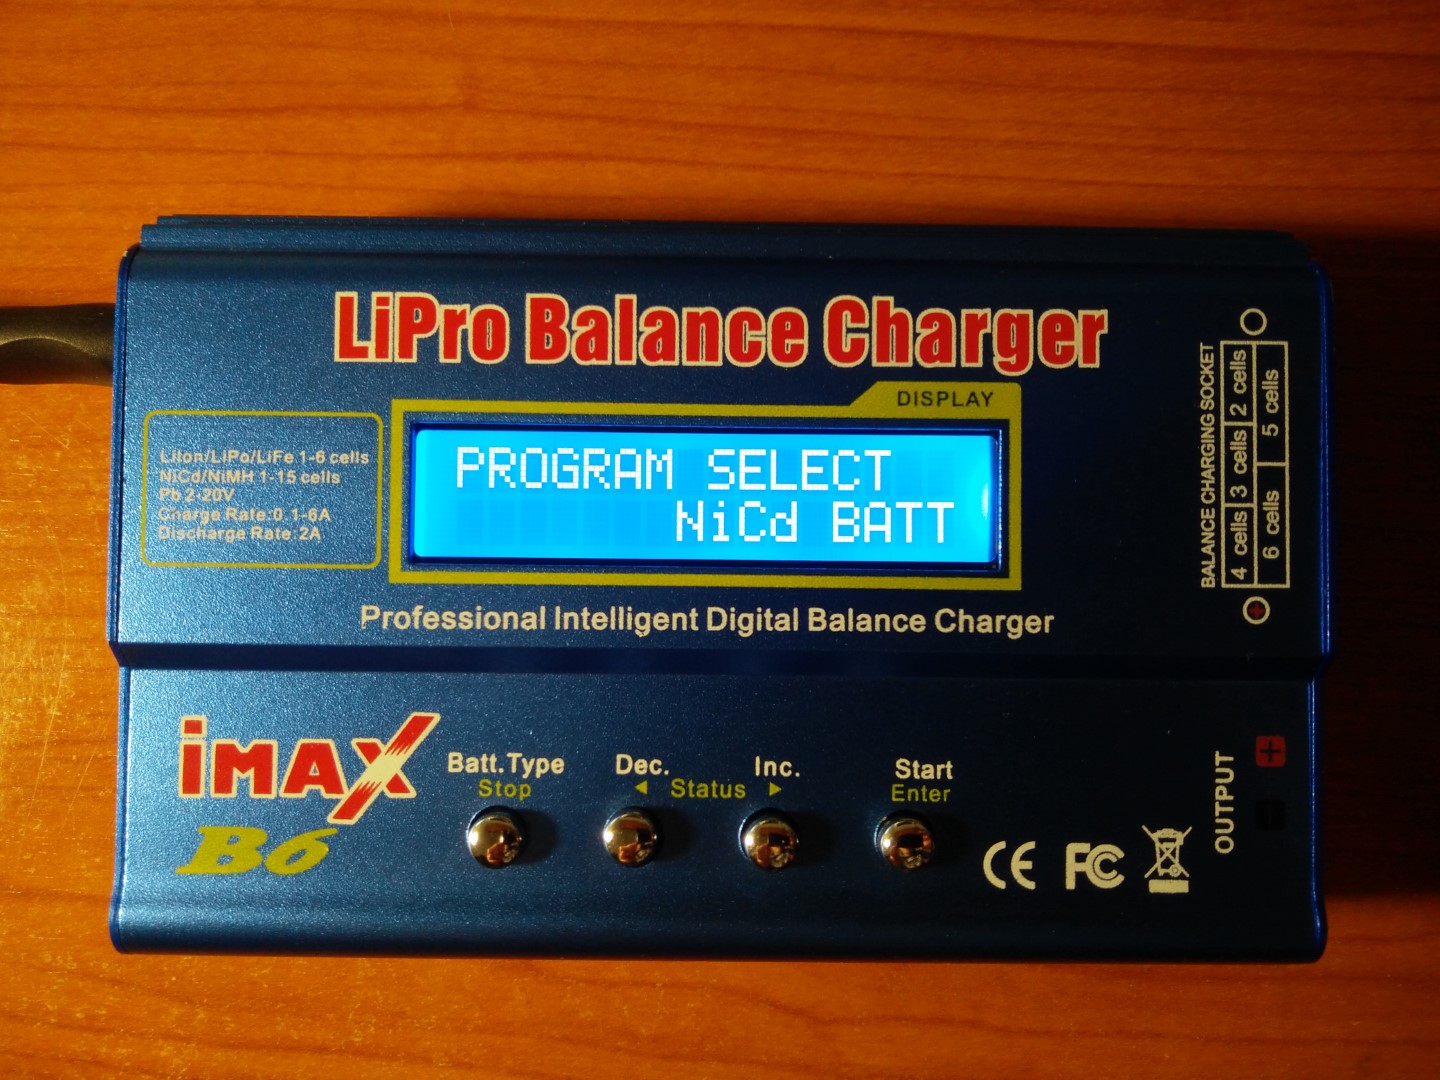 LiPro Balance Charger
DISPLAY
PROGRAM SELECT
NiCd BATT
LiIon/LiPo/LiFe 1-6 cells
NiCd/NiMH 1-15 cells
Pb 2-20V
Charge Rate:0.1-6A
Discharge Rate:2A
Professional Intelligent Digital Balance Charger
BALANCE CHARGING SOCKET
4 cells 3 cells 2 cells
6 cells 5 cells
iMAX
B6
Batt.Type
Stop
Dec.
Inc.
◄ Status ►
Start
Enter
CE FC
OUTPUT
+
-